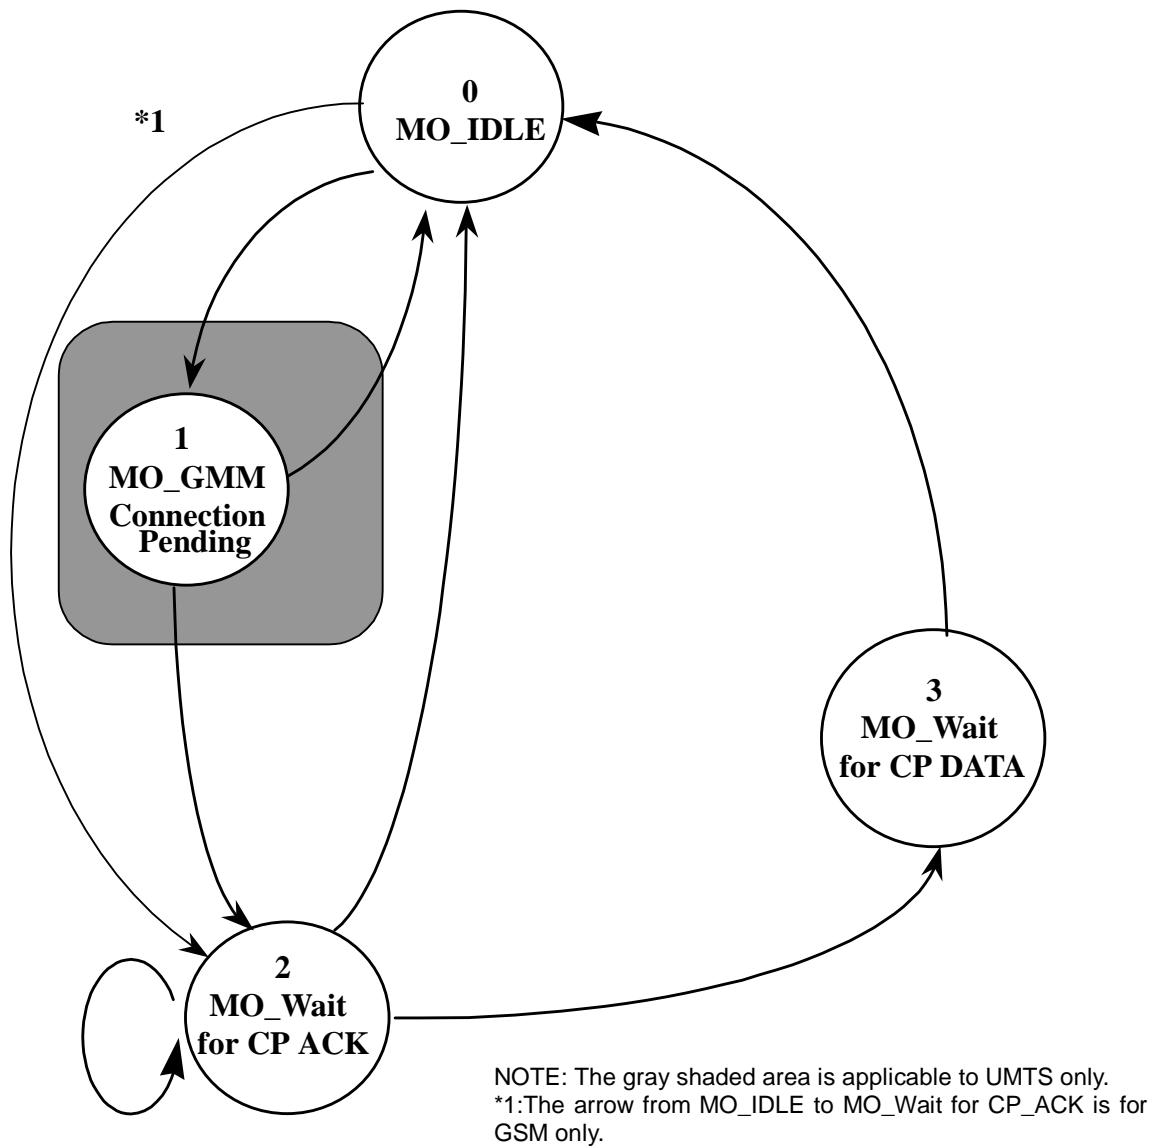 *1
0
MO_IDLE
1
MO_GMM
Connection
Pending
3
MO_Wait
for CP DATA
2
MO_Wait
for CP ACK
NOTE: The gray shaded area is applicable to UMTS only.
*1:The arrow from MO_IDLE to MO_Wait for CP_ACK is for
GSM only.